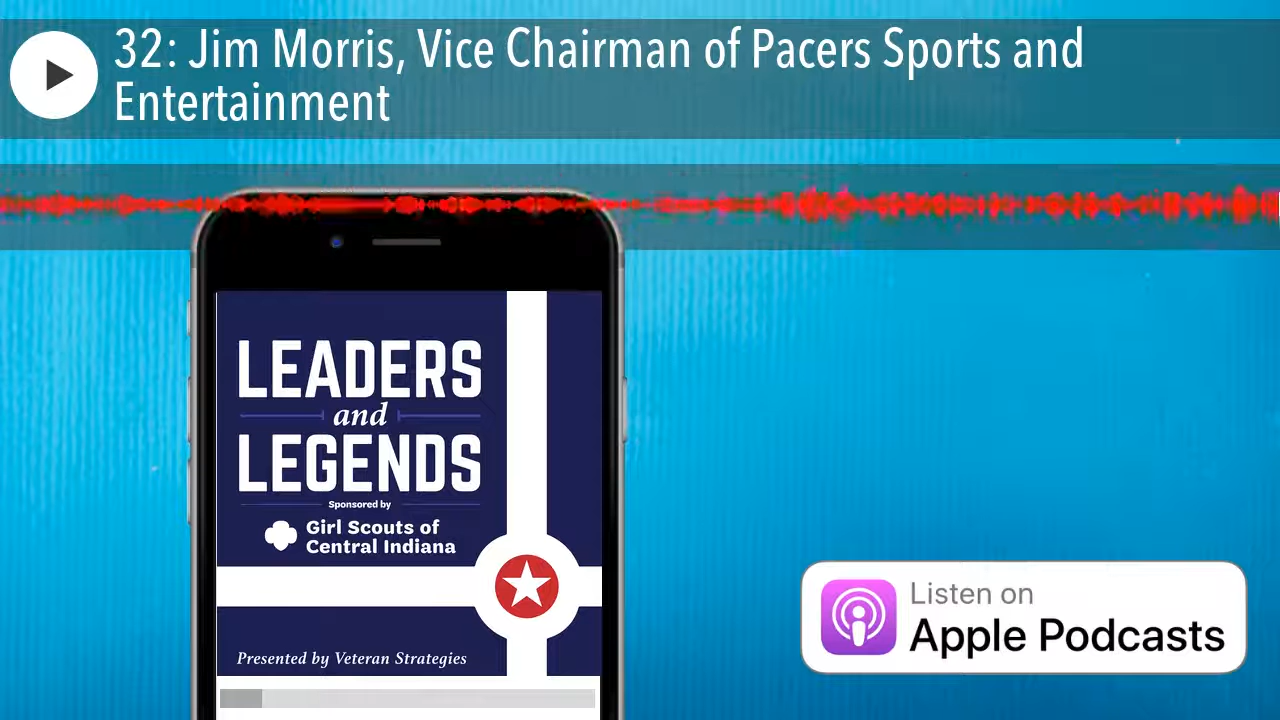 32: Jim Morris, Vice Chairman of Pacers Sports and
Entertainment
LEADERS
and
LEGENDS
Sponsored by
Girl Scouts of
Central Indiana
Presented by Veteran Strategies
Listen on
Apple Podcasts